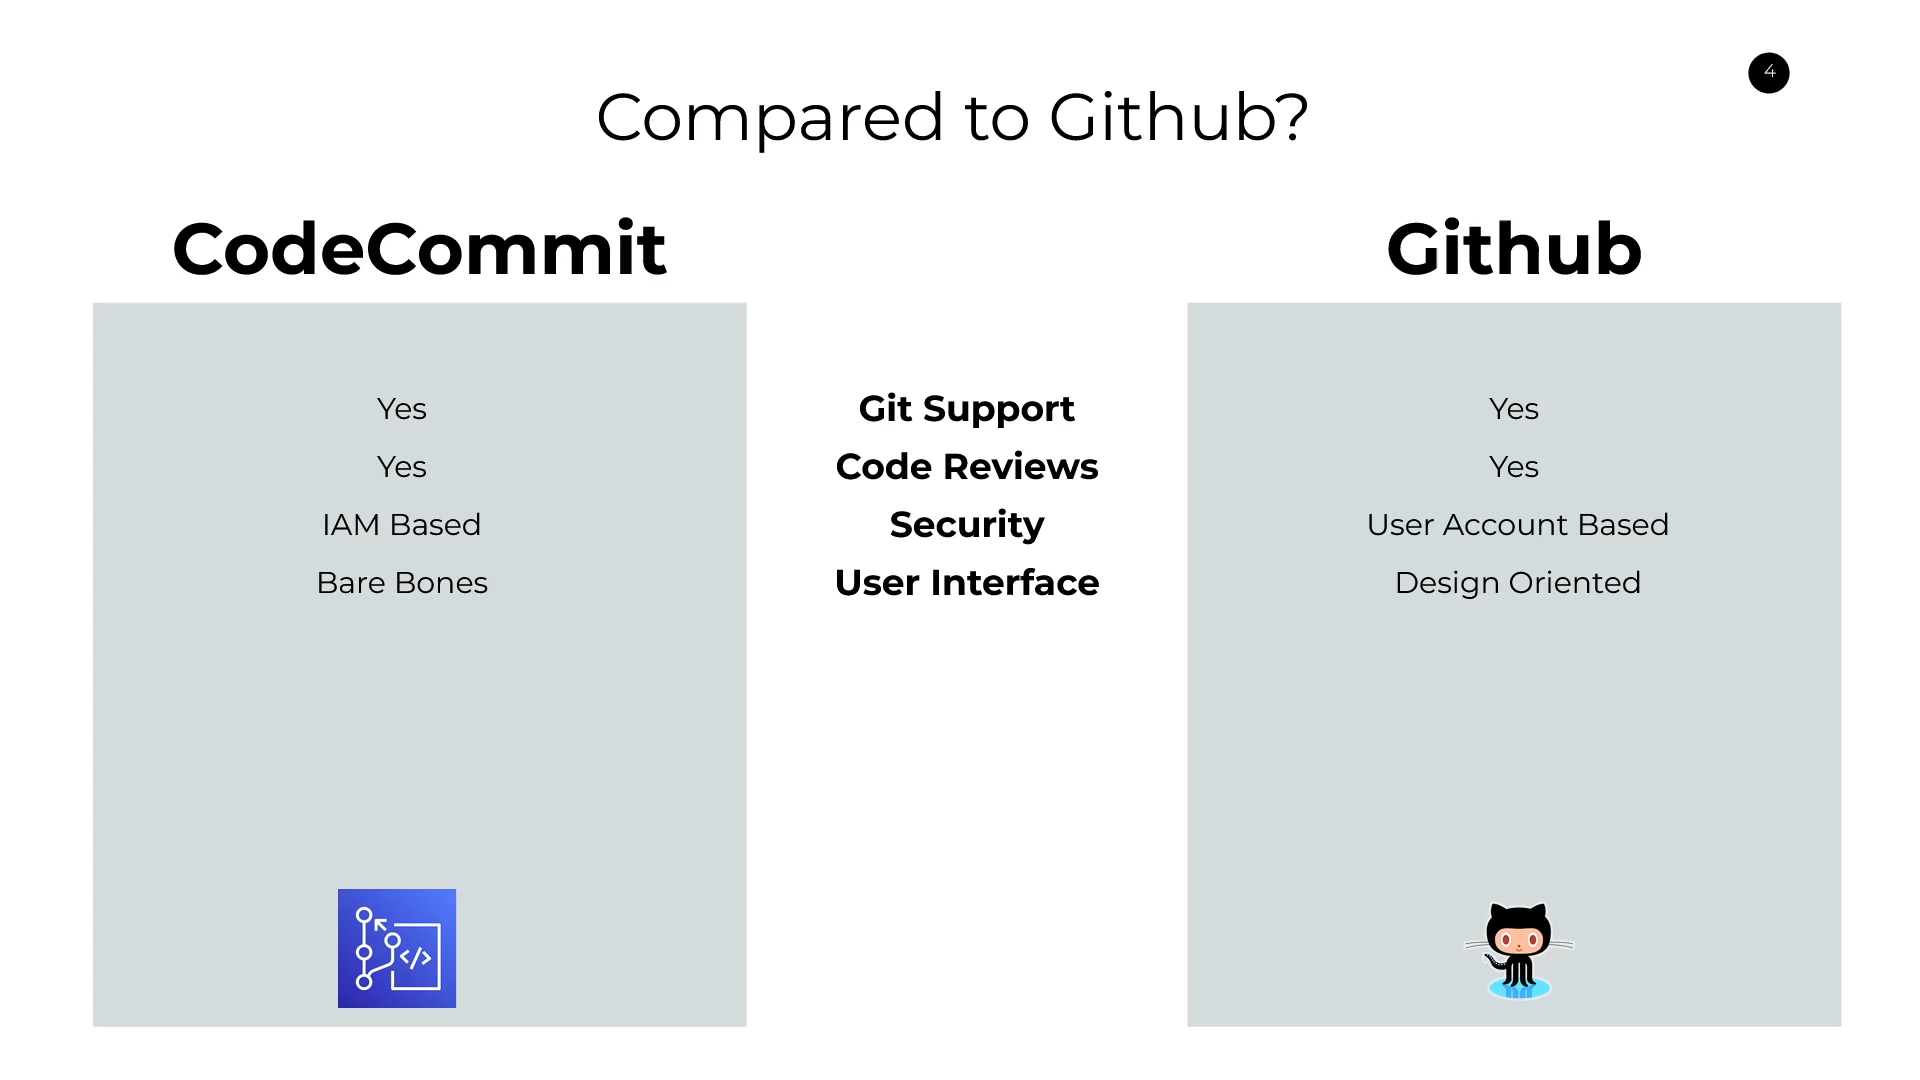 4
Compared to Github?
CodeCommit
Github
Yes
Git Support
Yes
Yes
Code Reviews
Yes
IAM Based
Security
User Account Based
Bare Bones
User Interface
Design Oriented
</>